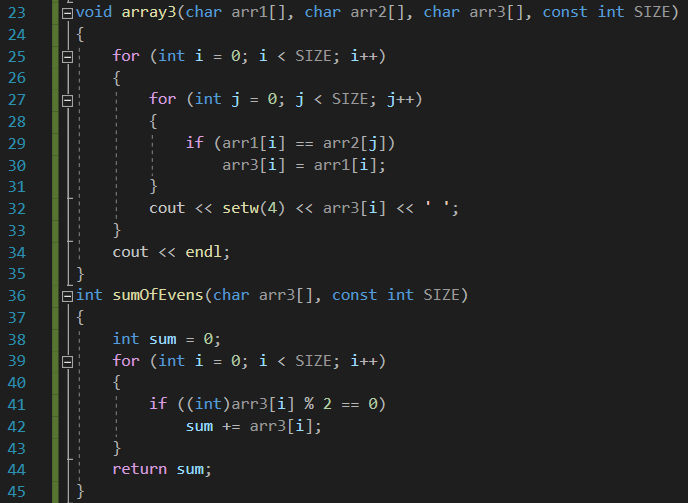 23 void array3(char arr1[], char arr2[], char arr3[], const int SIZE)
24 {
25     for (int i = 0; i < SIZE; i++)
26     {
27         for (int j = 0; j < SIZE; j++)
28         {
29             if (arr1[i] == arr2[j])
30                 arr3[i] = arr1[i];
31         }
32         cout << setw(4) << arr3[i] << ' ';
33     }
34     cout << endl;
35 }
36 int sumOfEvens(char arr3[], const int SIZE)
37 {
38     int sum = 0;
39     for (int i = 0; i < SIZE; i++)
40     {
41         if ((int)arr3[i] % 2 == 0)
42             sum += arr3[i];
43     }
44     return sum;
45 }